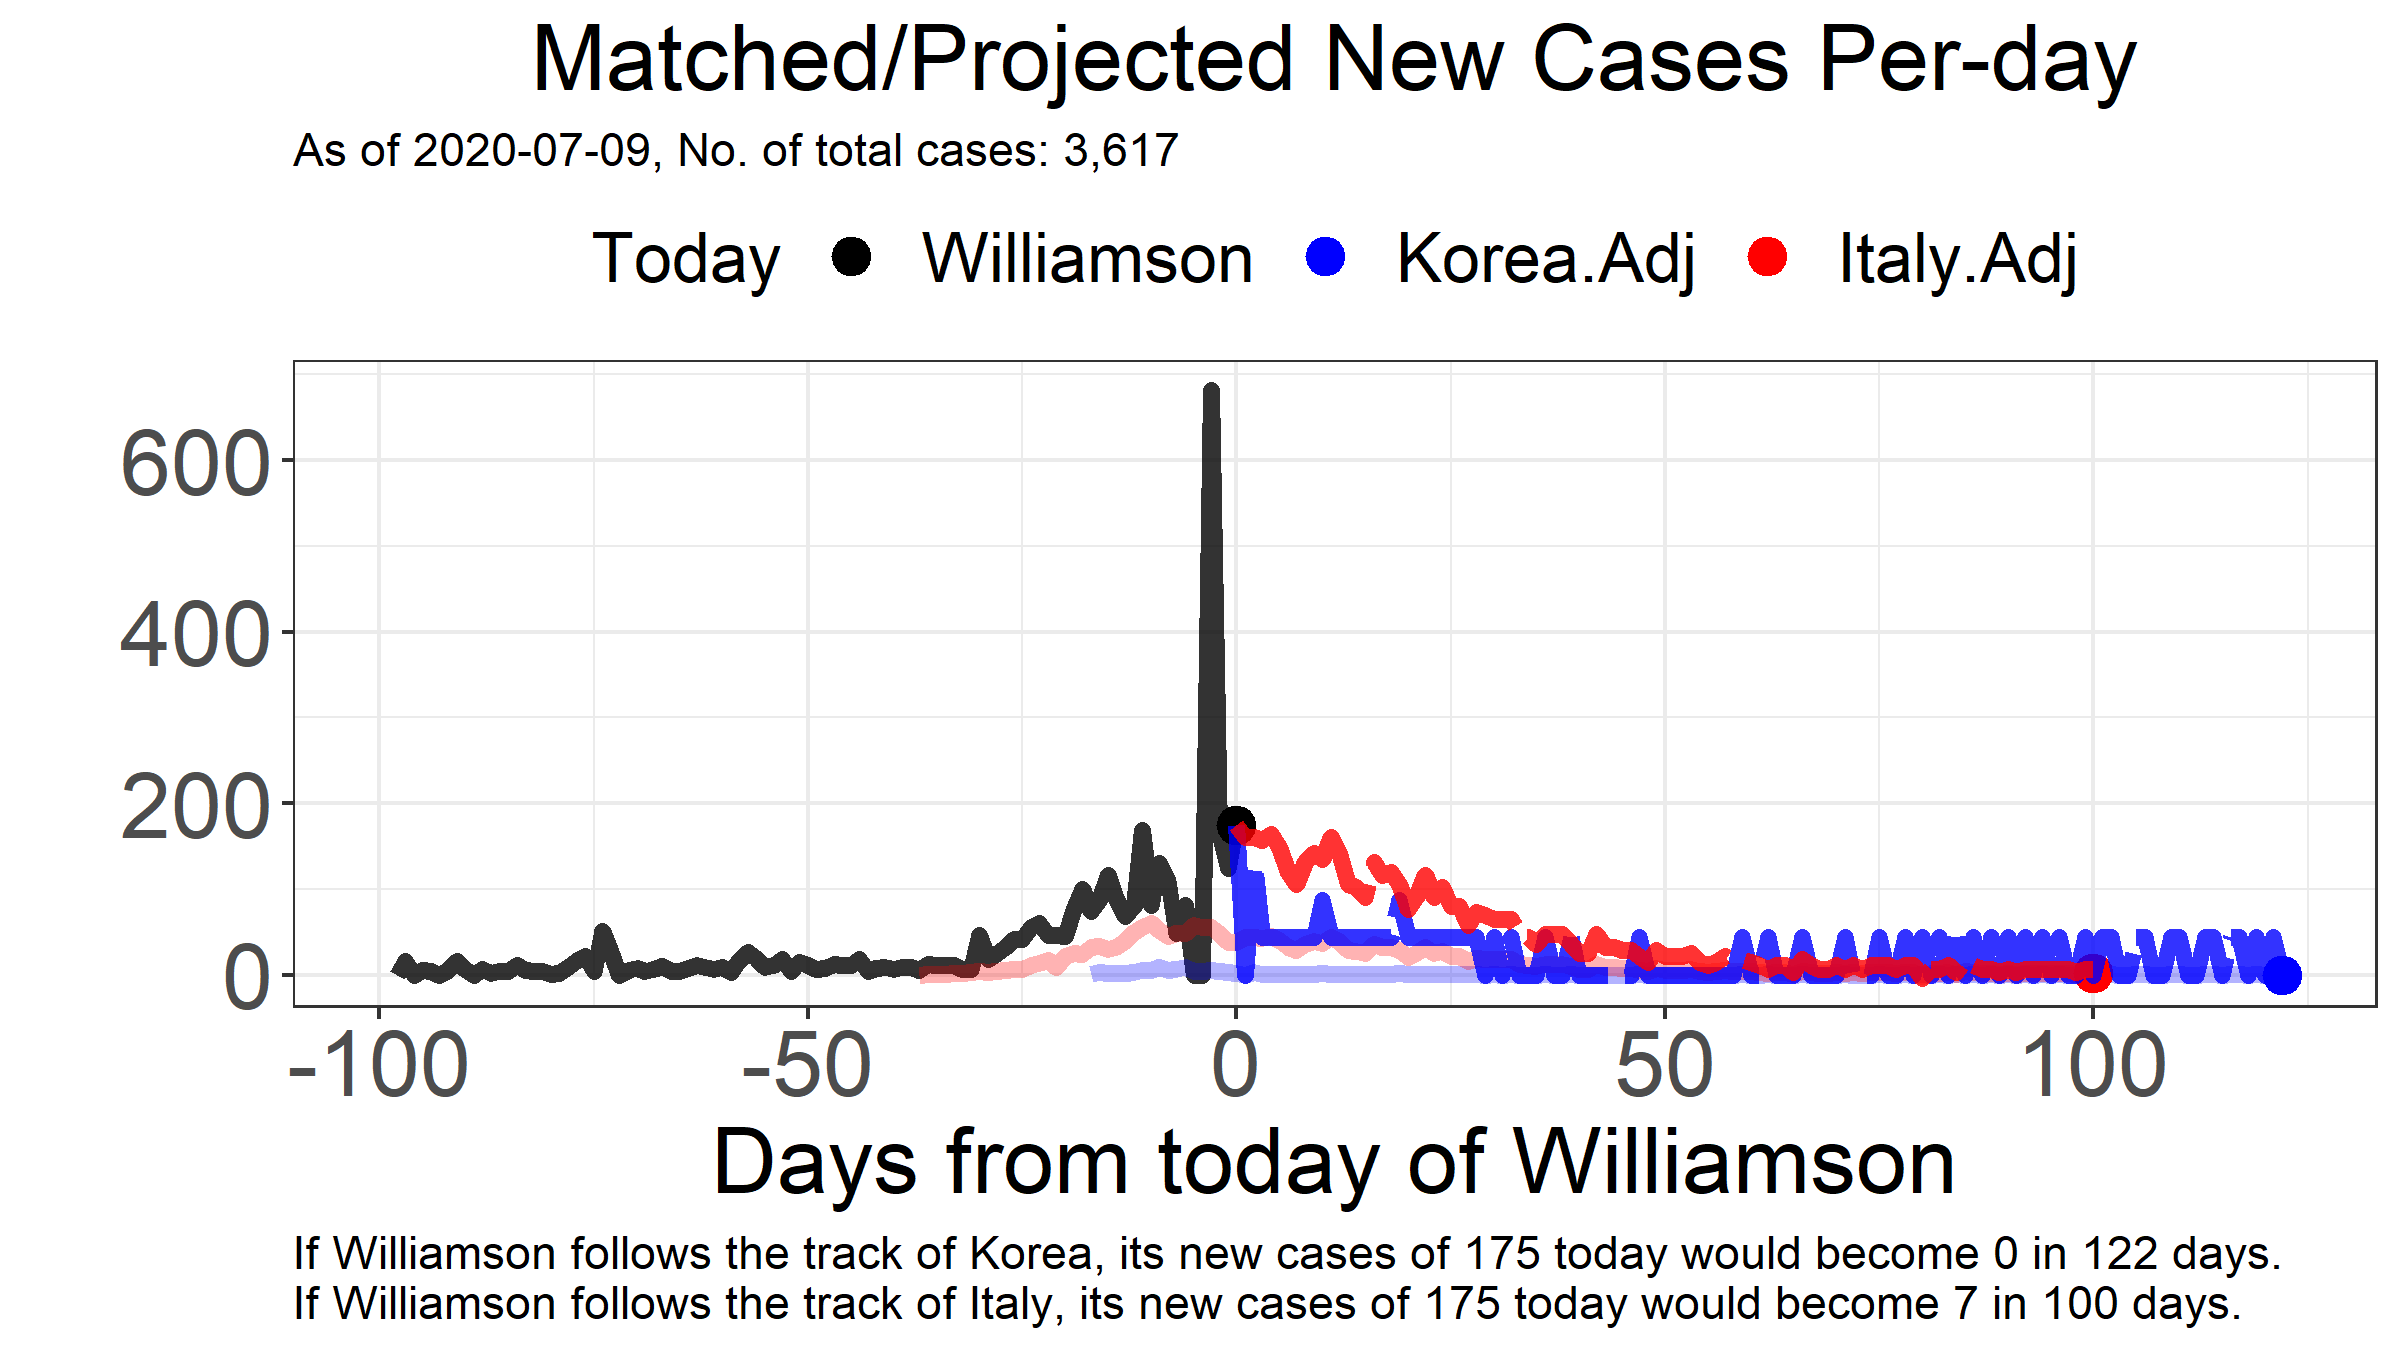 Matched/Projected New Cases Per-day
As of 2020-07-09, No. of total cases: 3,617
Today Williamson Korea.Adj Italy.Adj
600
400
200
0
-100 -50 0 50 100
Days from today of Williamson
If Williamson follows the track of Korea, its new cases of 175 today would become 0 in 122 days.
If Williamson follows the track of Italy, its new cases of 175 today would become 7 in 100 days.